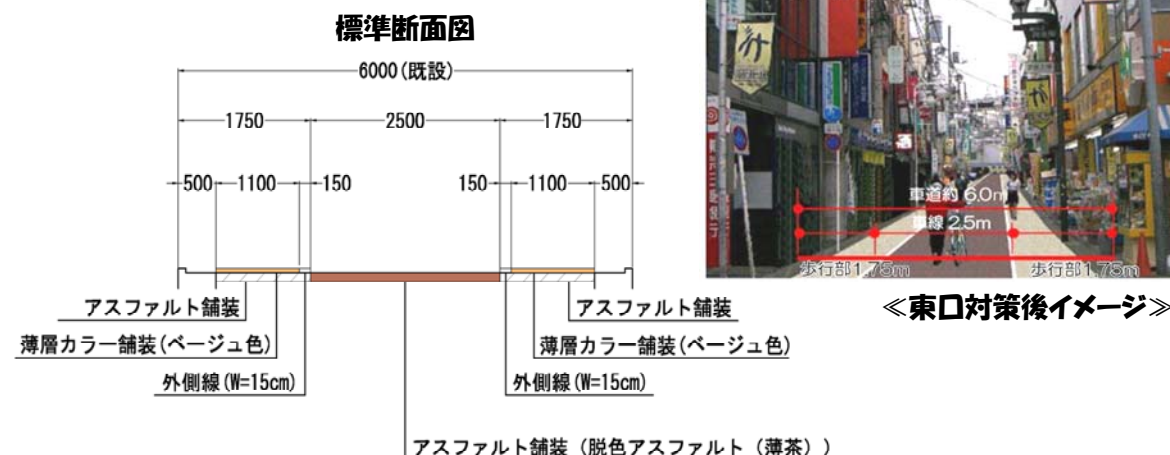 標準断面図
6000(既設)
1750
2500
1750
500
1100
150
150
1100
500
アスファルト舗装
アスファルト舗装
薄層カラー舗装(ベージュ色)
薄層カラー舗装(ベージュ色)
外側線(W=15cm)
外側線(W=15cm)
アスファルト舗装(脱色アスファルト(薄茶))
車道約 6.0m
車線 2.5m
歩行部1.75m
歩行部1.75m
≪東口対策後イメージ≫